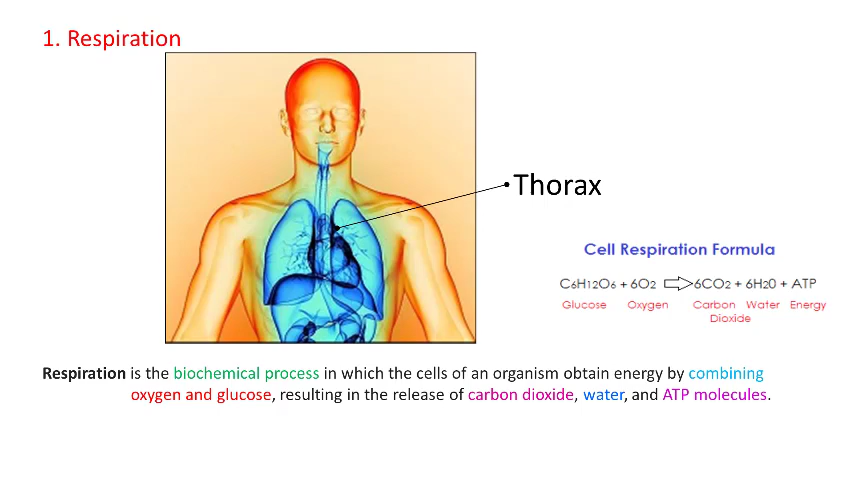 1. Respiration
Thorax
Cell Respiration Formula
C6H12O6 + 6O2 ⇨ 6CO2 + 6H20 + ATP
Glucose Oxygen Carbon Water Energy
Dioxide
Respiration is the biochemical process in which the cells of an organism obtain energy by combining
oxygen and glucose, resulting in the release of carbon dioxide, water, and ATP molecules.